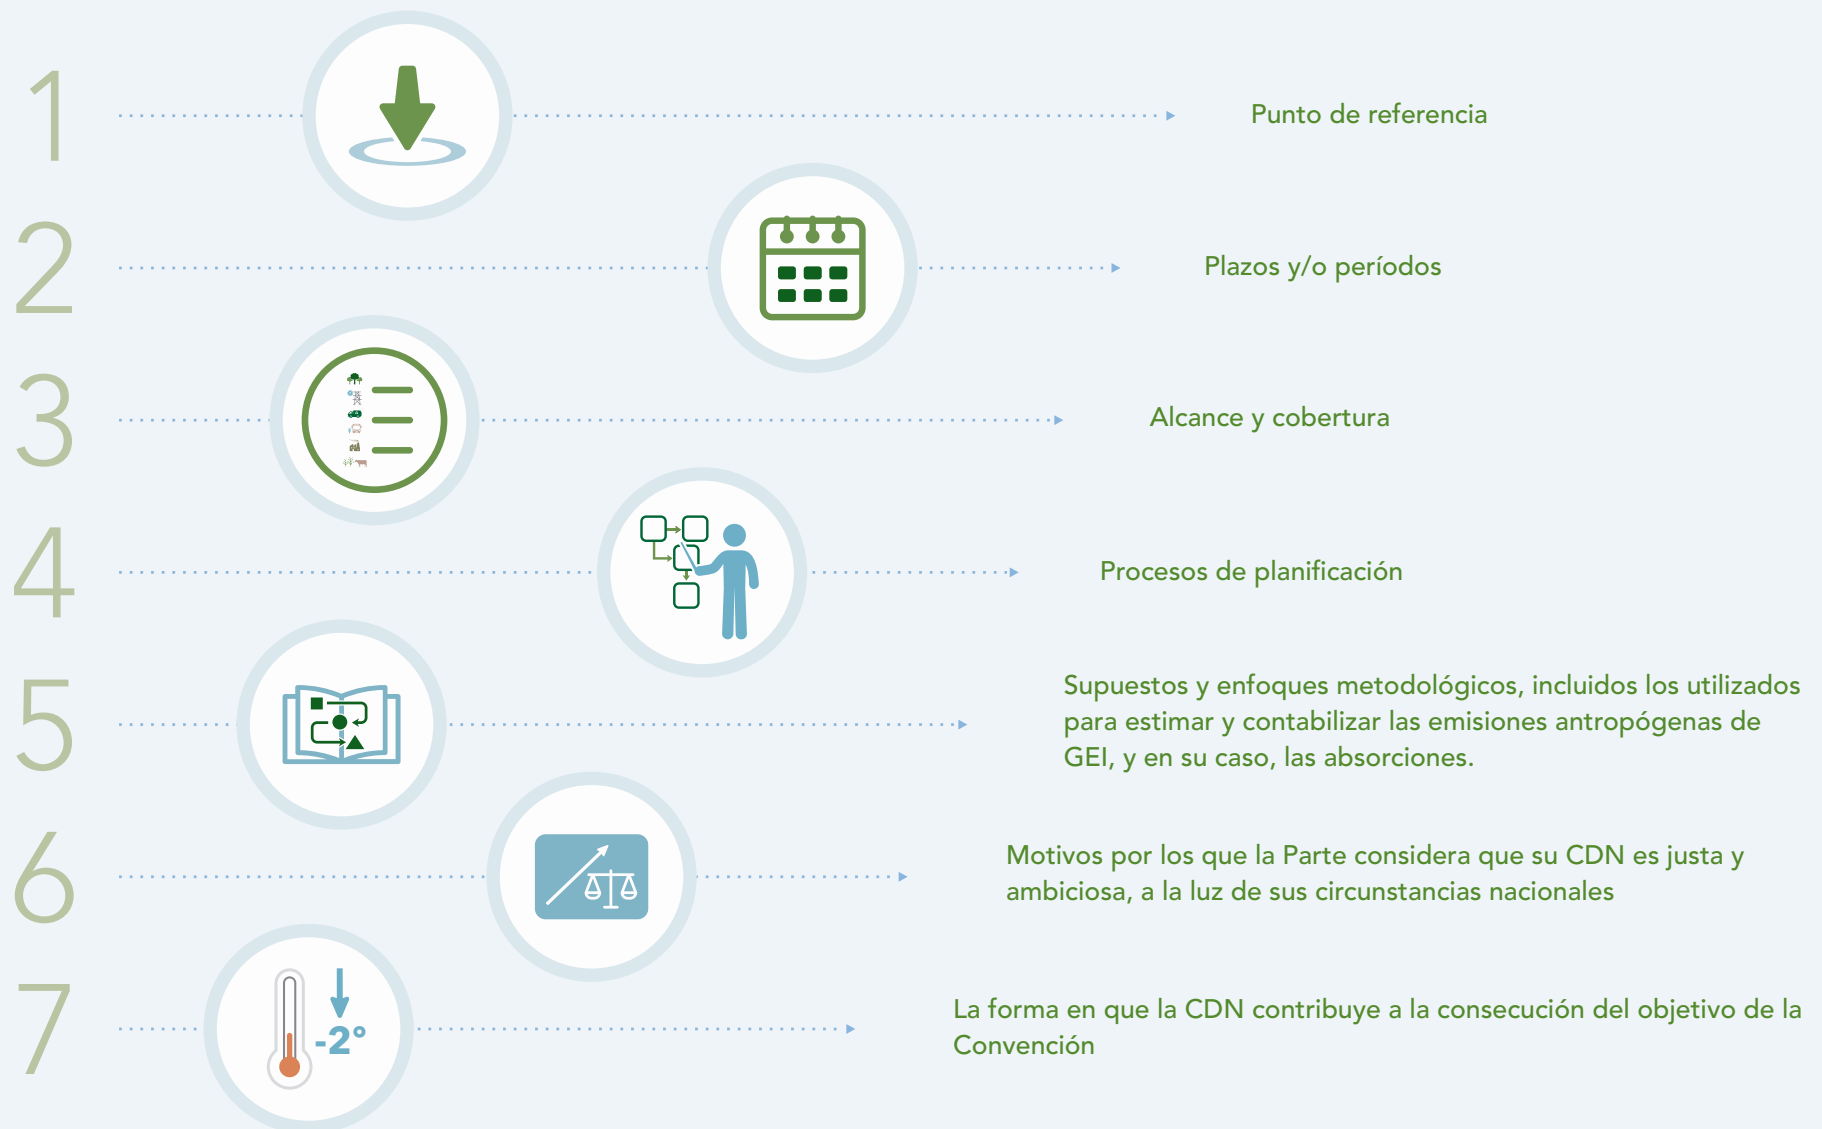 1
Punto de referencia
2
Plazos y/o períodos
3
Alcance y cobertura
4
Procesos de planificación
5
Supuestos y enfoques metodológicos, incluidos los utilizados
para estimar y contabilizar las emisiones antropógenas de
GEI, y en su caso, las absorciones.
6
Motivos por los que la Parte considera que su CDN es justa y
ambiciosa, a la luz de sus circunstancias nacionales
7
-2°
La forma en que la CDN contribuye a la consecución del objetivo de la
Convención